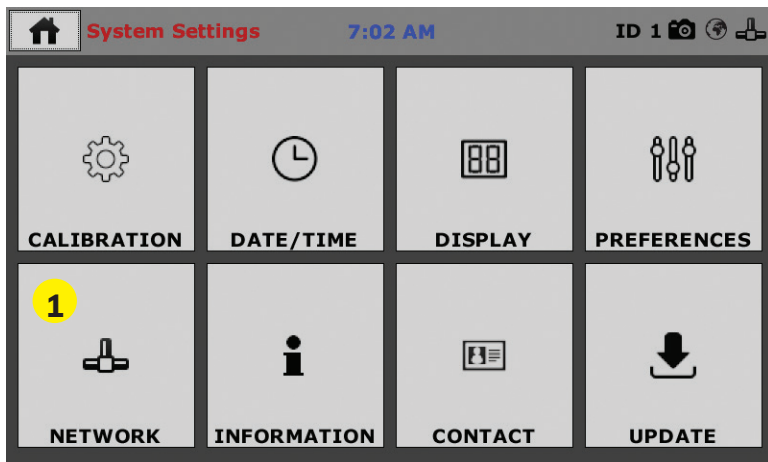 System Settings 7:02 AM ID 1
CALIBRATION DATE/TIME DISPLAY PREFERENCES
1
NETWORK INFORMATION CONTACT UPDATE